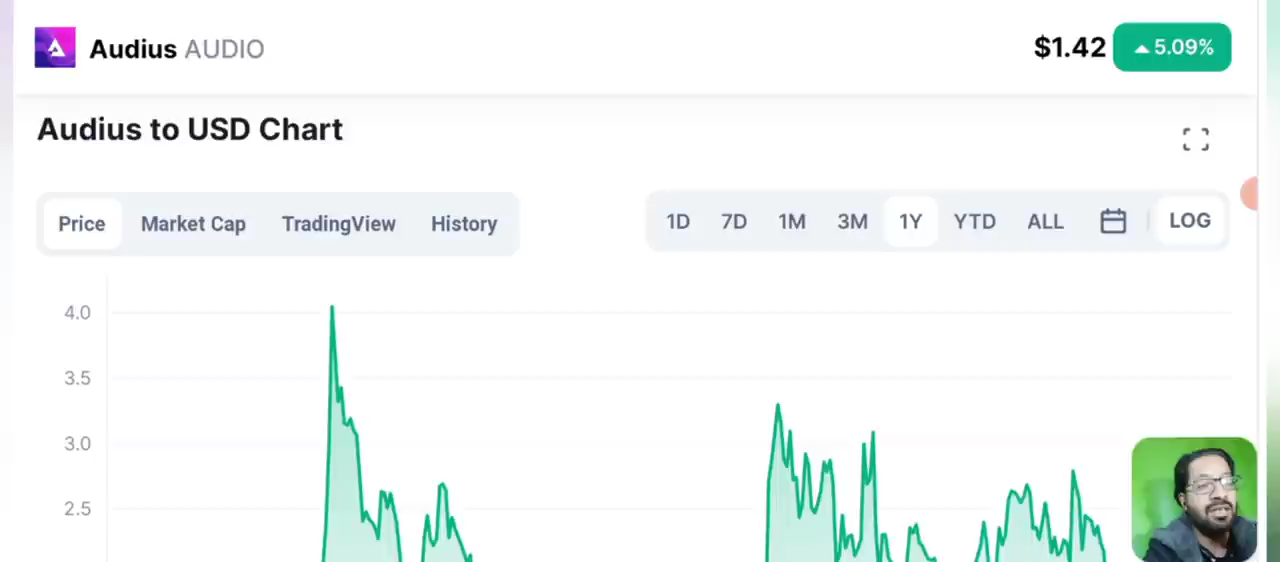 Audius AUDIO
$1.42 5.09%
Audius to USD Chart
Price Market Cap TradingView History
1D 7D 1M 3M 1Y YTD ALL LOG
4.0
3.5
3.0
2.5